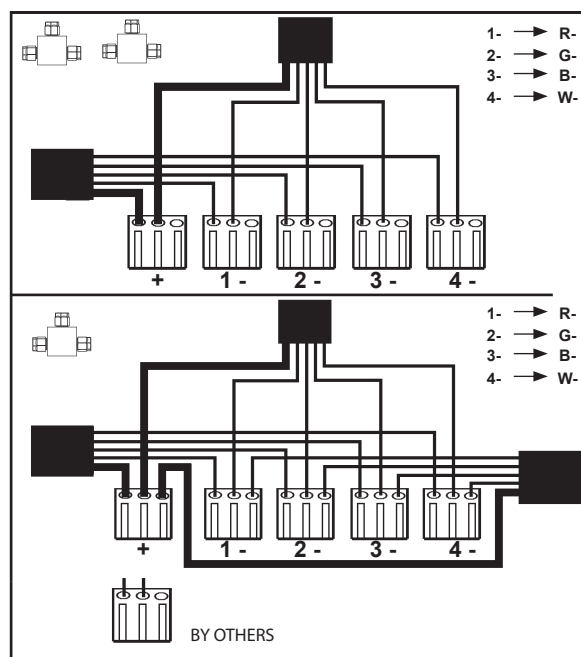 1- → R-
2- → G-
3- → B-
4- → W-
+ 1 - 2 - 3 - 4 -
1- → R-
2- → G-
3- → B-
4- → W-
+ 1 - 2 - 3 - 4 -
BY OTHERS